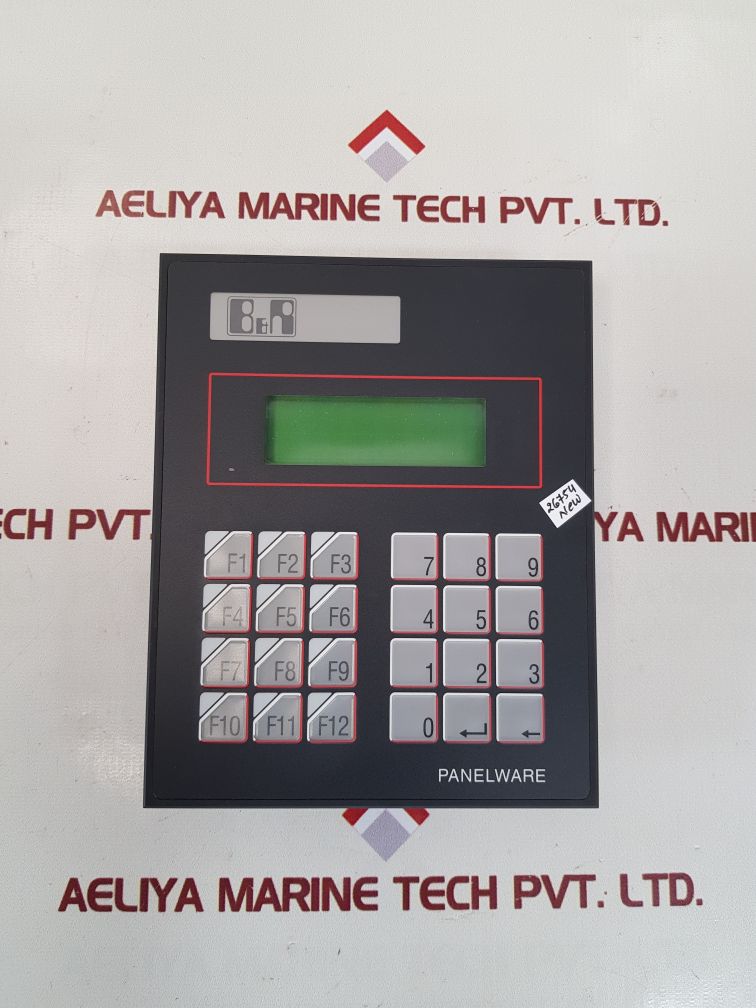 AELIYA MARINE TECH PVT. LTD.
B&R
26754
New
CH PVT.
YA MARI
F1 F2 F3 7 8 9
F4 F5 F6 4 5 6
F7 F8 F9 1 2 3
F10 F11 F12 0 ↵ ←
PANELWARE
AELIYA MARINE TECH PVT. LTD.